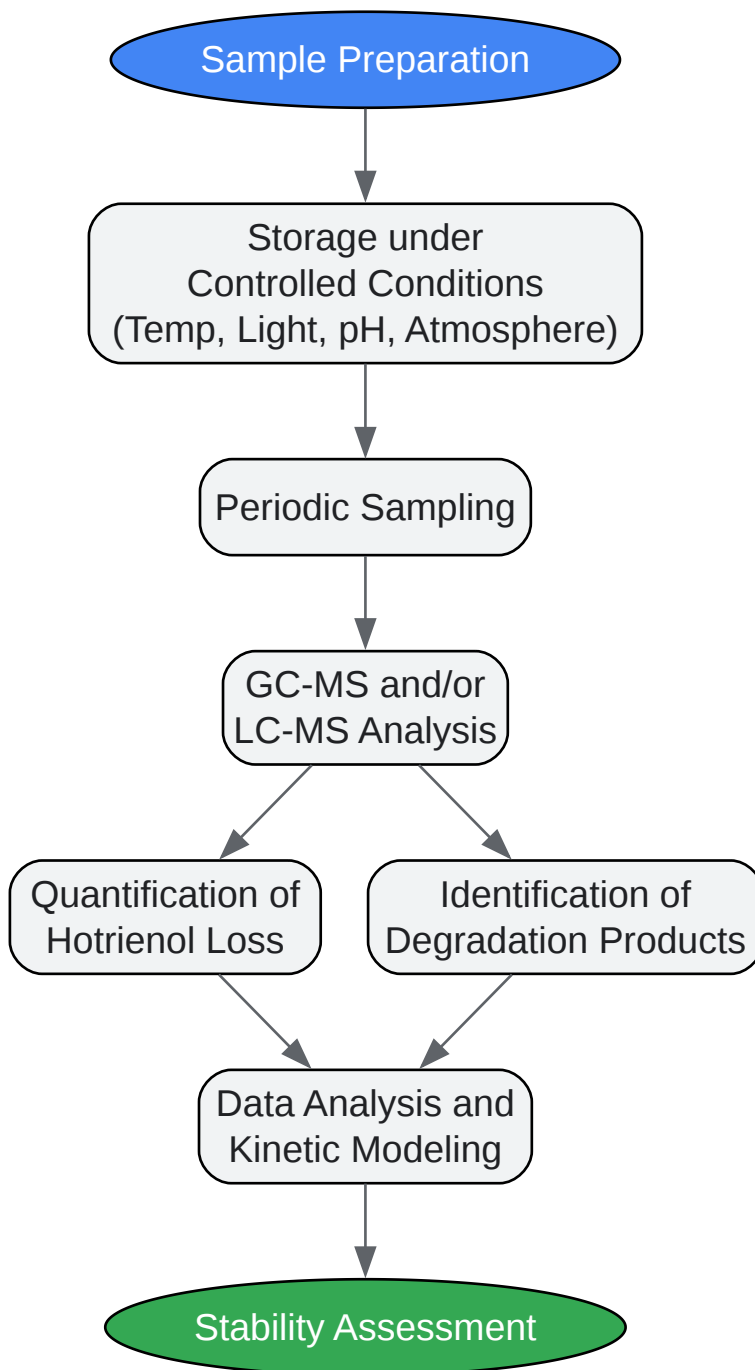 Sample Preparation
Storage under
Controlled Conditions
(Temp, Light, pH, Atmosphere)
Periodic Sampling
GC-MS and/or
LC-MS Analysis
Quantification of
Hotrienol Loss
Identification of
Degradation Products
Data Analysis and
Kinetic Modeling
Stability Assessment